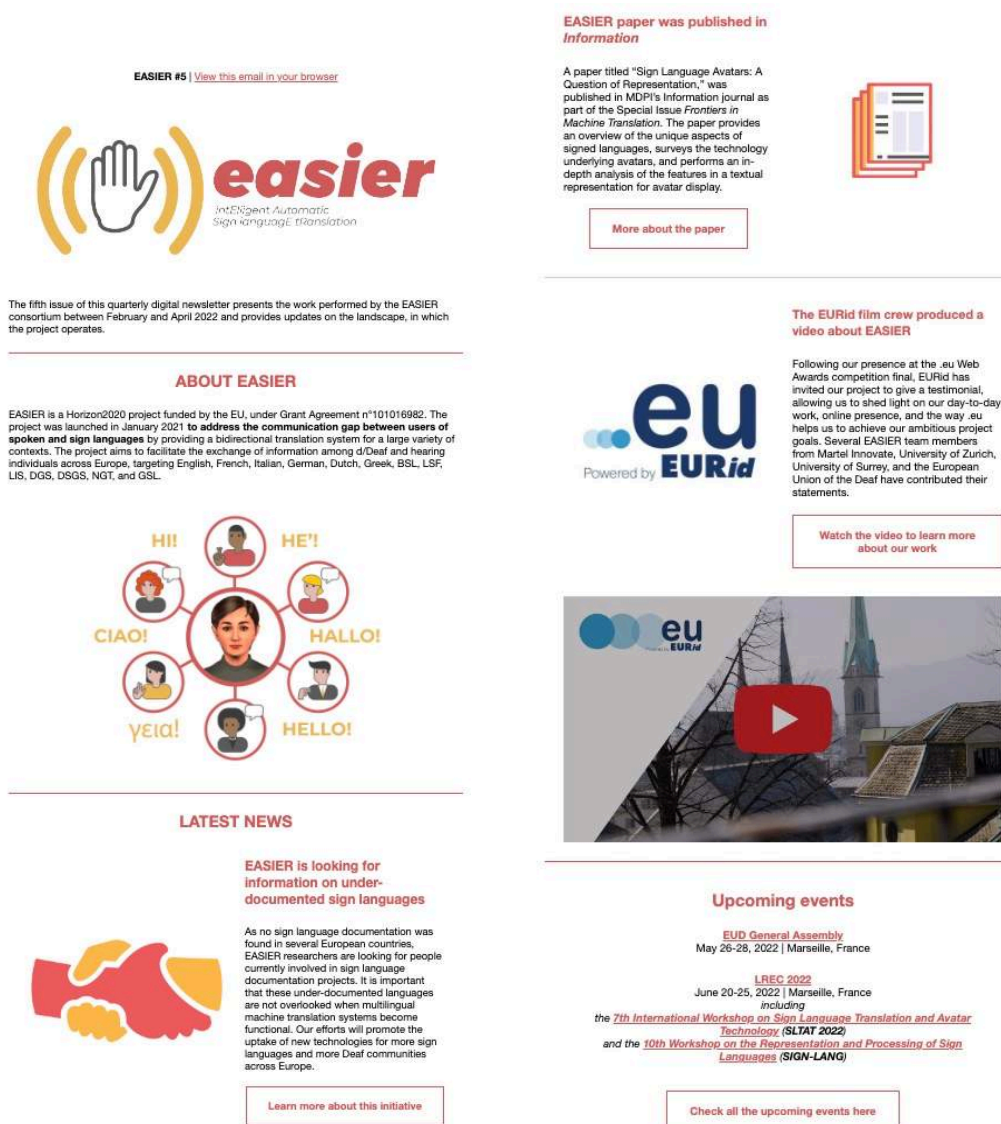 EASIER #5 | View this email in your browser
easier
IntElligent Automatic
Sign languagE tRanslation
The fifth issue of this quarterly digital newsletter presents the work performed by the EASIER
consortium between February and April 2022 and provides updates on the landscape, in which
the project operates.
ABOUT EASIER
EASIER is a Horizon2020 project funded by the EU, under Grant Agreement n°101016982. The
project was launched in January 2021 to address the communication gap between users of
spoken and sign languages by providing a bidirectional translation system for a large variety of
contexts. The project aims to facilitate the exchange of information among d/Deaf and hearing
individuals across Europe, targeting English, French, Italian, German, Dutch, Greek, BSL, LSF,
LIS, DGS, DSGS, NGT, and GSL.
HI!
HE'!
CIAO!
HALLO!
γεια!
HELLO!
LATEST NEWS
EASIER is looking for
information on under-
documented sign languages
As no sign language documentation was
found in several European countries,
EASIER researchers are looking for people
currently involved in sign language
documentation projects. It is important
that these under-documented languages
are not overlooked when multilingual
machine translation systems become
functional. Our efforts will promote the
uptake of new technologies for more sign
languages and more Deaf communities
across Europe.
Learn more about this initiative
EASIER paper was published in
Information
A paper titled “Sign Language Avatars: A
Question of Representation,” was
published in MDPI's Information journal as
part of the Special Issue Frontiers in
Machine Translation. The paper provides
an overview of the unique aspects of
signed languages, surveys the technology
underlying avatars, and performs an in-
depth analysis of the features in a textual
representation for avatar display.
More about the paper
eu
Powered by EURid
The EURid film crew produced a
video about EASIER
Following our presence at the .eu Web
Awards competition final, EURid has
invited our project to give a testimonial,
allowing us to shed light on our day-to-day
work, online presence, and the way .eu
helps us to achieve our ambitious project
goals. Several EASIER team members
from Martel Innovate, University of Zurich,
University of Surrey, and the European
Union of the Deaf have contributed their
statements.
Watch the video to learn more
about our work
eu
Powered by EURid
Upcoming events
EUD General Assembly
May 26-28, 2022 | Marseille, France
LREC 2022
June 20-25, 2022 | Marseille, France
including
the 7th International Workshop on Sign Language Translation and Avatar
Technology (SLTAT 2022)
and the 10th Workshop on the Representation and Processing of Sign
Languages (SIGN-LANG)
Check all the upcoming events here